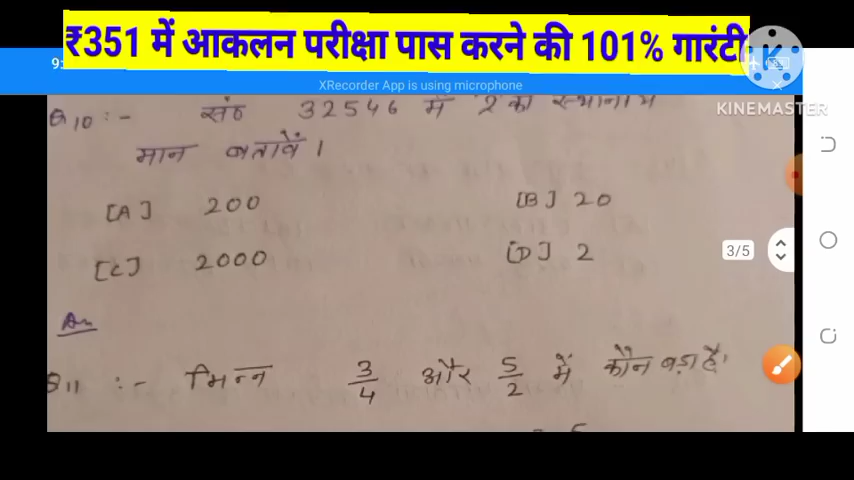 ₹351 में आकलन परीक्षा पास करने की 101% गारंटी
9:
XRecorder App is using microphone
KINEMASTER
Q10 :- संo 32546 में 2 का स्थानीय
मान बतावें ।
[A] 200 [B] 20
[C] 2000 [D] 2
3/5
Ans
Q11 :- भिन्न 3/4 और 5/2 में कौन बड़ा है।